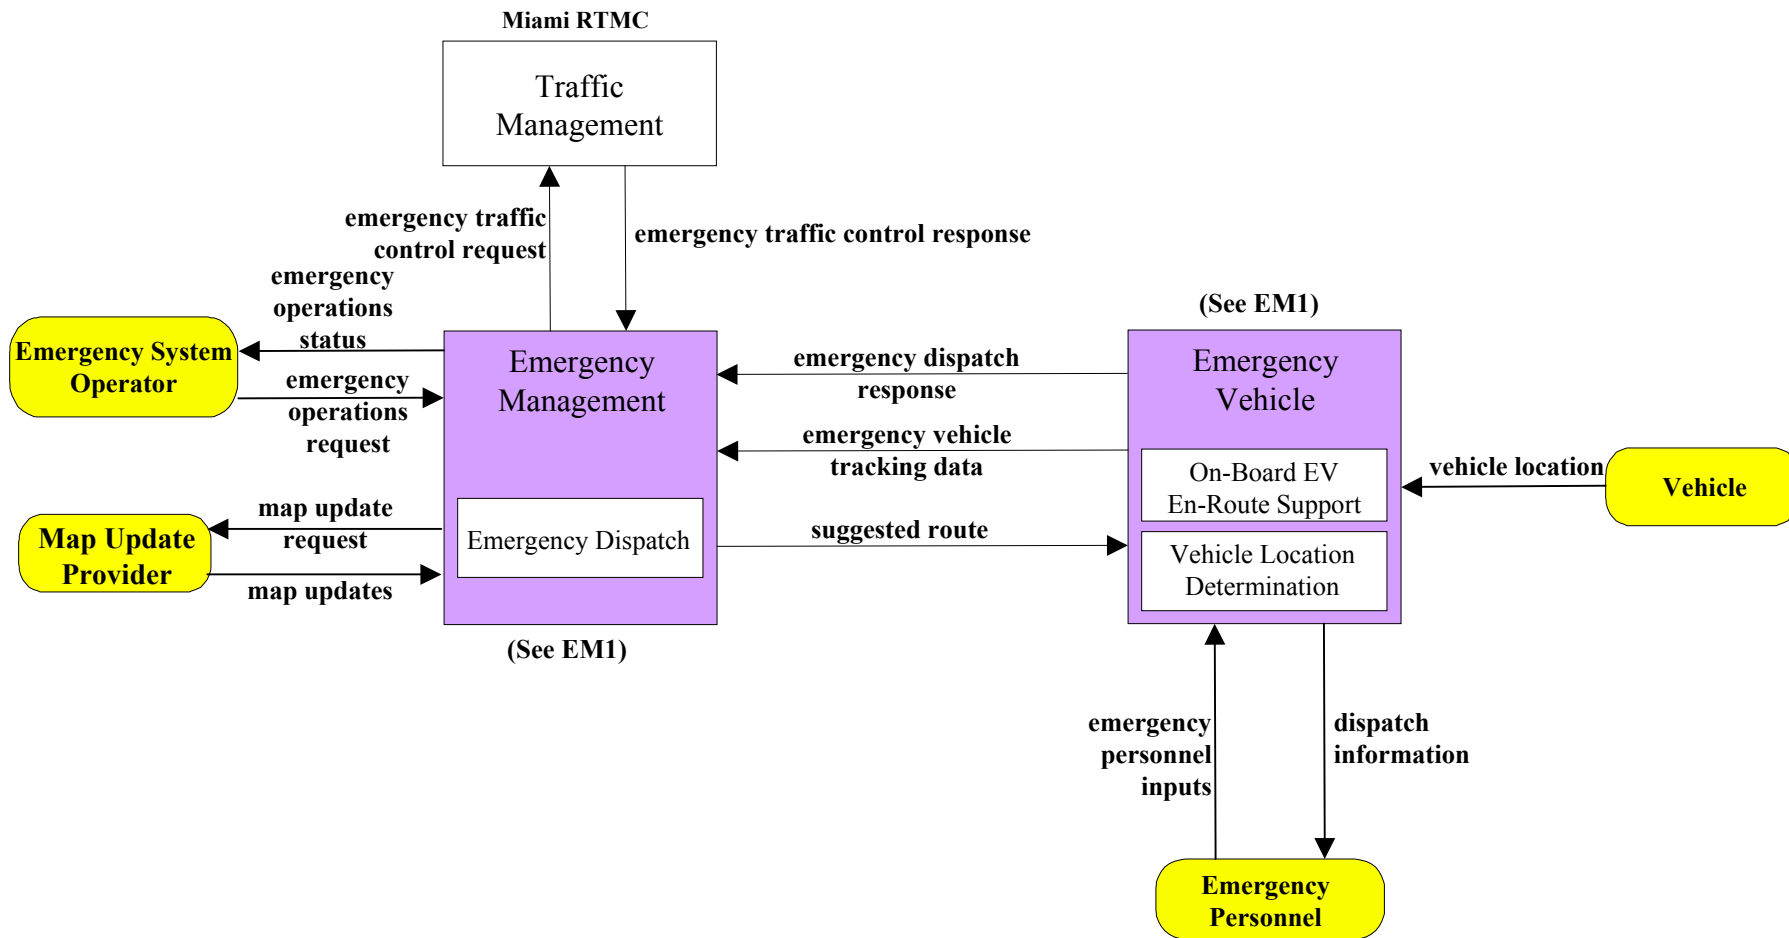 Miami RTMC
Traffic
Management
emergency traffic
control request
emergency traffic control response
emergency
operations
status
Emergency System
Operator
emergency
operations
request
Emergency
Management
Emergency Dispatch
(See EM1)
map update
request
Map Update
Provider
map updates
emergency dispatch
response
emergency vehicle
tracking data
suggested route
(See EM1)
Emergency
Vehicle
On-Board EV
En-Route Support
Vehicle Location
Determination
vehicle location
Vehicle
emergency
personnel
inputs
dispatch
information
Emergency
Personnel